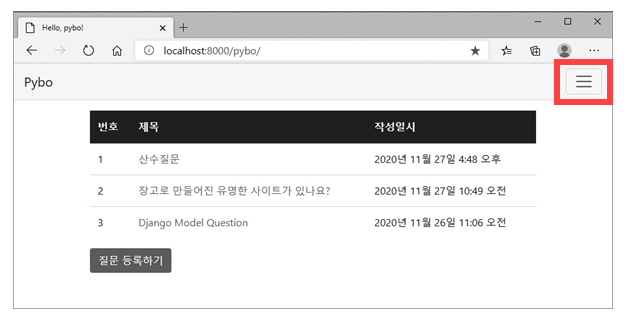 Hello, pybo!
localhost:8000/pybo/
Pybo
번호 제목 작성일시
1 산수질문 2020년 11월 27일 4:48 오후
2 장고로 만들어진 유명한 사이트가 있나요? 2020년 11월 27일 10:49 오전
3 Django Model Question 2020년 11월 26일 11:06 오전
질문 등록하기